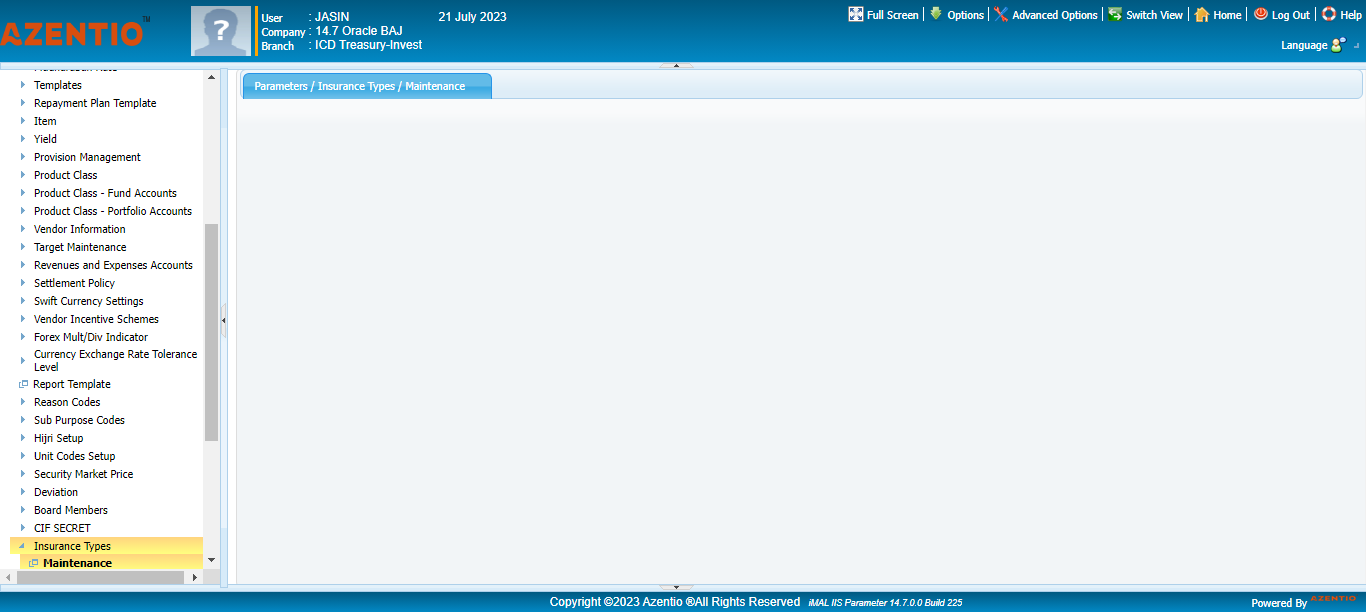 AZENTIO™
?
User : JASIN
21 July 2023
Company : 14.7 Oracle BAJ
Branch : ICD Treasury-Invest
Full Screen
Options
Advanced Options
Switch View
Home
Log Out
Help
Language
Templates
Repayment Plan Template
Item
Yield
Provision Management
Product Class
Product Class - Fund Accounts
Product Class - Portfolio Accounts
Vendor Information
Target Maintenance
Revenues and Expenses Accounts
Settlement Policy
Swift Currency Settings
Vendor Incentive Schemes
Forex Mult/Div Indicator
Currency Exchange Rate Tolerance
Level
Report Template
Reason Codes
Sub Purpose Codes
Hijri Setup
Unit Codes Setup
Security Market Price
Deviation
Board Members
CIF SECRET
Insurance Types
Maintenance
Parameters / Insurance Types / Maintenance
Copyright ©2023 Azentio ®All Rights Reserved iMAL IIS Parameter 14.7.0.0 Build 225
Powered By AZENTIO